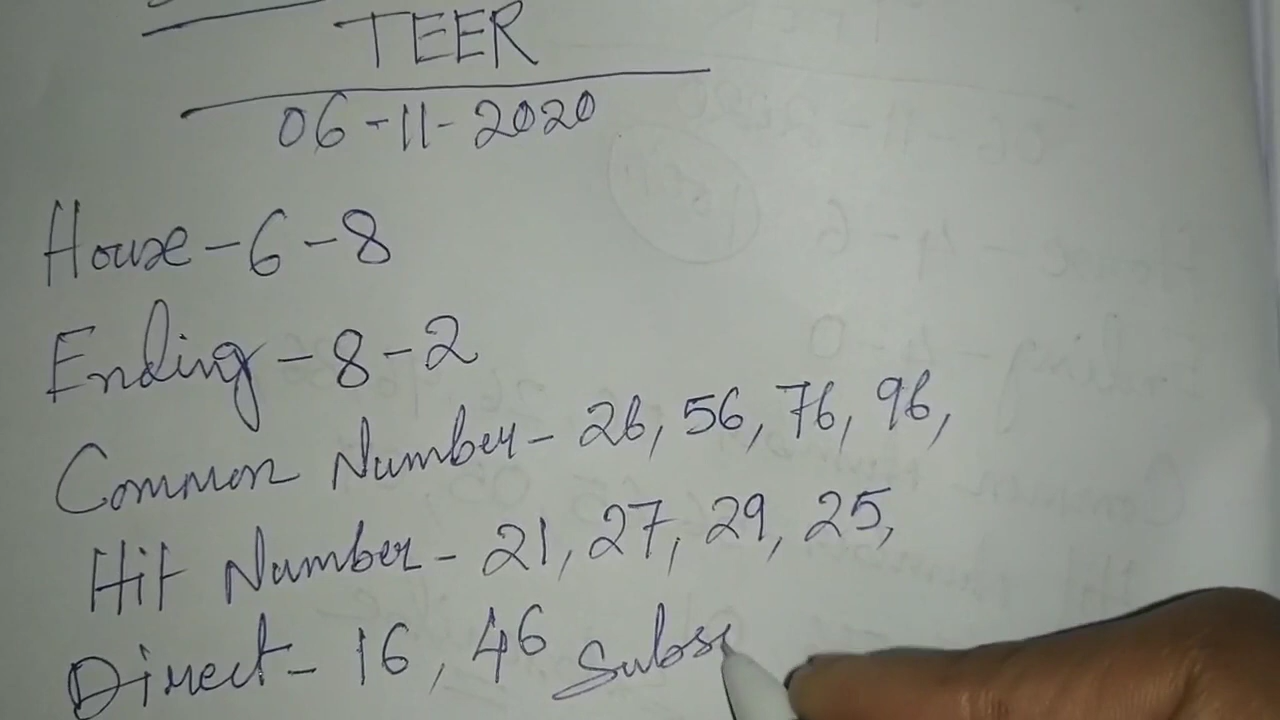 TEER
06-11-2020
House-6-8
Ending-8-2
Common Number-26, 56, 76, 96,
Hit Number-21, 27, 29, 25,
Direct-16, 46 Subs